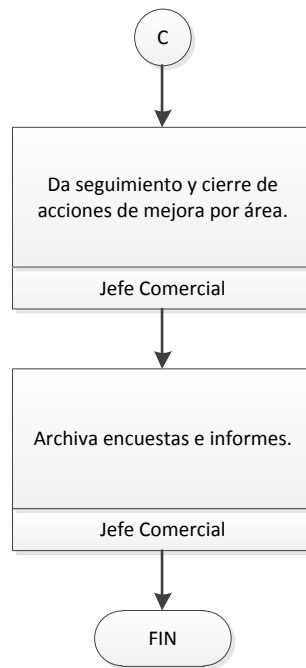 C
Da seguimiento y cierre de
acciones de mejora por área.
Jefe Comercial
Archiva encuestas e informes.
Jefe Comercial
FIN